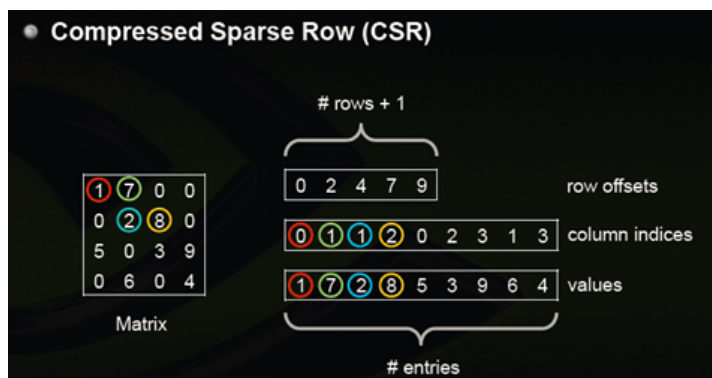 Compressed Sparse Row (CSR)
# rows + 1
0 2 4 7 9 row offsets
0 1 1 2 0 2 3 1 3 column indices
1 7 2 8 5 3 9 6 4 values
# entries
1 7 0 0
0 2 8 0
5 0 3 9
0 6 0 4
Matrix